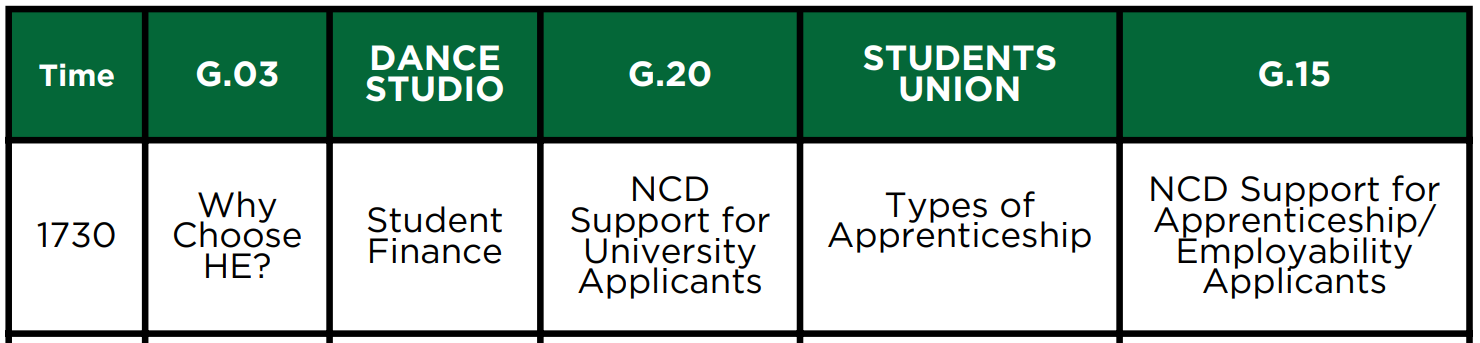 Time
G.03
DANCE
STUDIO
G.20
STUDENTS
UNION
G.15
1730
Why
Choose
HE?
Student
Finance
NCD
Support for
University
Applicants
Types of
Apprenticeship
NCD Support for
Apprenticeship/
Employability
Applicants